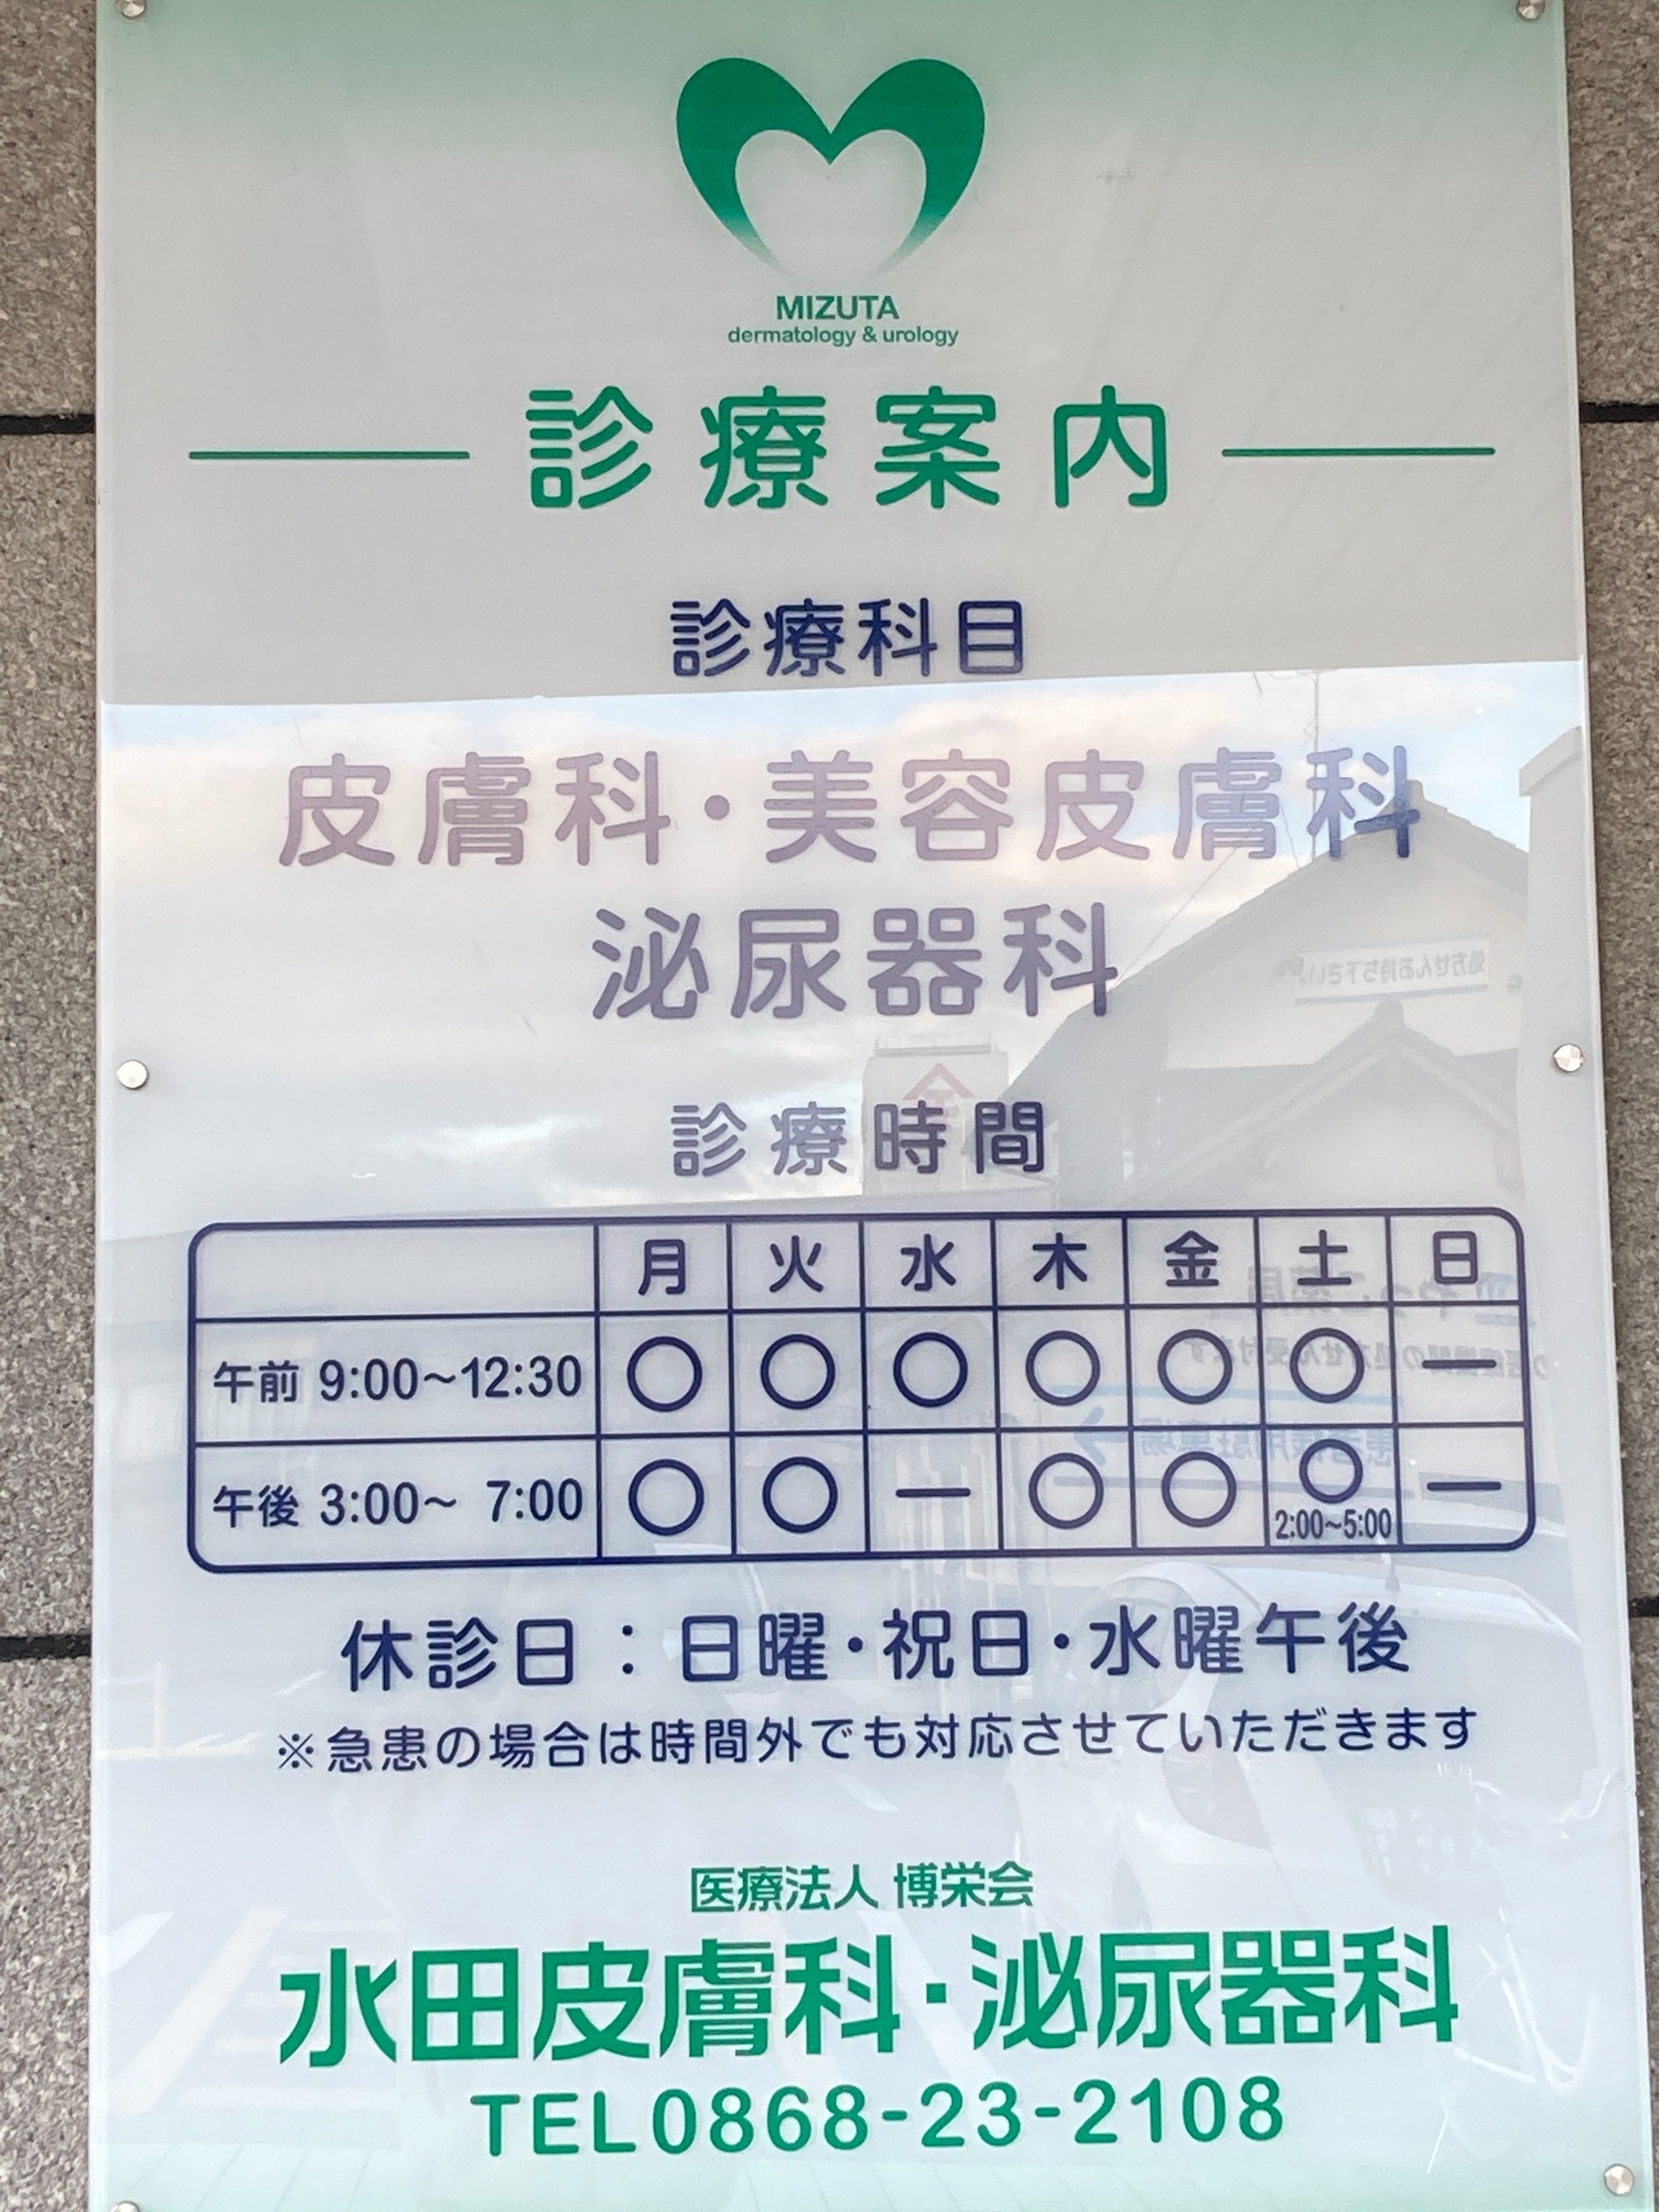 MIZUTA
dermatology & urology
診療案内
診療科目
皮膚科・美容皮膚科
泌尿器科
診療時間
月 火 水 木 金 土 日
午前 9:00~12:30 ○ ○ ○ ○ ○ ○ ―
午後 3:00~ 7:00 ○ ○ ― ○ ○ ○ 2:00~5:00 ―
休診日：日曜・祝日・水曜午後
※急患の場合は時間外でも対応させていただきます
医療法人 博栄会
水田皮膚科・泌尿器科
TEL0868-23-2108